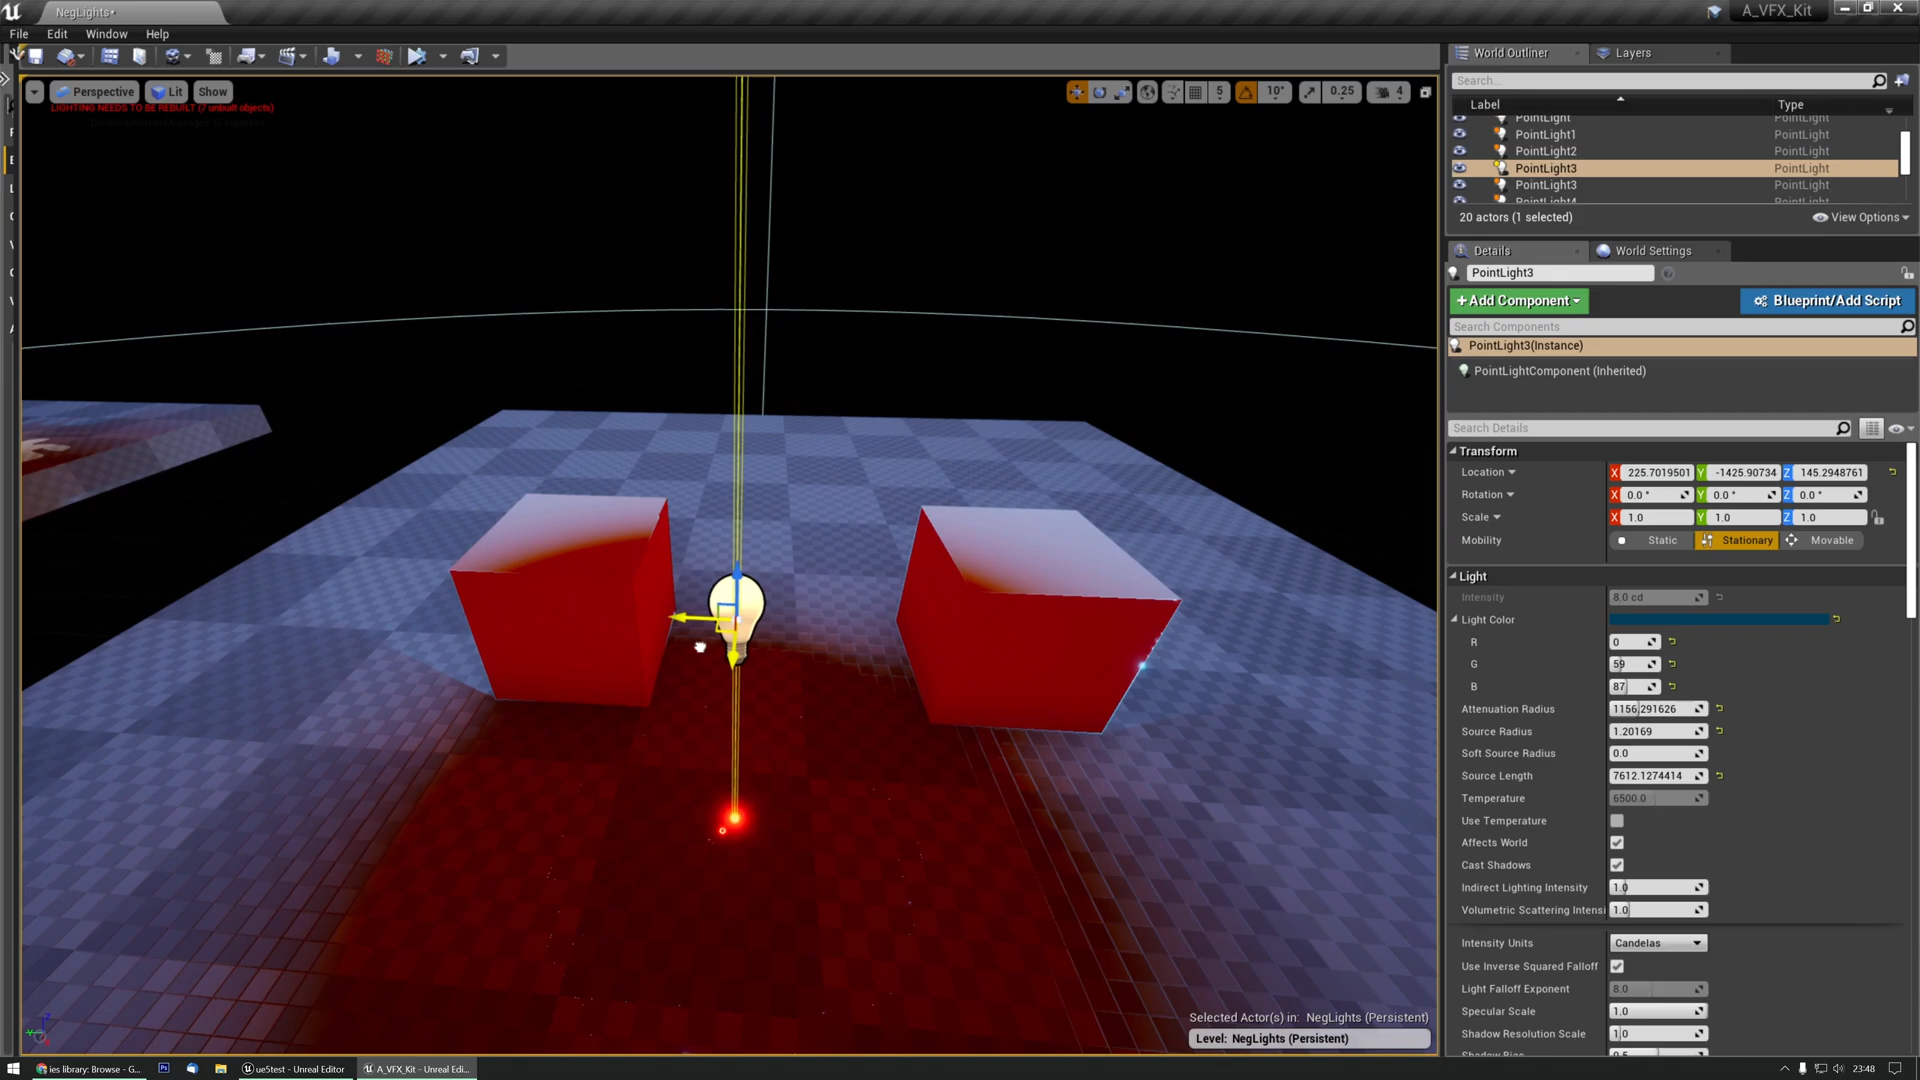 NegLights•
A_VFX_Kit
File Edit Window Help
Perspective Lit Show
5 10° 0.25 4
LIGHTING NEEDS TO BE REBUILT (7 unbuilt objects)
World Outliner Layers
Search...
Label Type
PointLight PointLight
PointLight1 PointLight
PointLight2 PointLight
PointLight3 PointLight
PointLight3 PointLight
PointLight4
20 actors (1 selected) View Options
Details World Settings
PointLight3
+Add Component Blueprint/Add Script
Search Components
PointLight3(Instance)
PointLightComponent (Inherited)
Search Details
Transform
Location X 225.7019501 Y -1425.90734 Z 145.2948761
Rotation X 0.0 ° Y 0.0 ° Z 0.0 °
Scale X 1.0 Y 1.0 Z 1.0
Mobility Static Stationary Movable
Light
Intensity 8.0 cd
Light Color
R 0
G 59
B 87
Attenuation Radius 1156.291626
Source Radius 1.20169
Soft Source Radius 0.0
Source Length 7612.1274414
Temperature 6500.0
Use Temperature
Affects World
Cast Shadows
Indirect Lighting Intensity 1.0
Volumetric Scattering Intensi 1.0
Intensity Units Candelas
Use Inverse Squared Falloff
Light Falloff Exponent 8.0
Specular Scale 1.0
Shadow Resolution Scale 1.0
Shadow Bias 0.5
Selected Actor(s) in: NegLights (Persistent)
Level: NegLights (Persistent)
ies library: Browse - G... ue5test - Unreal Editor A_VFX_Kit - Unreal Edi... 23:48